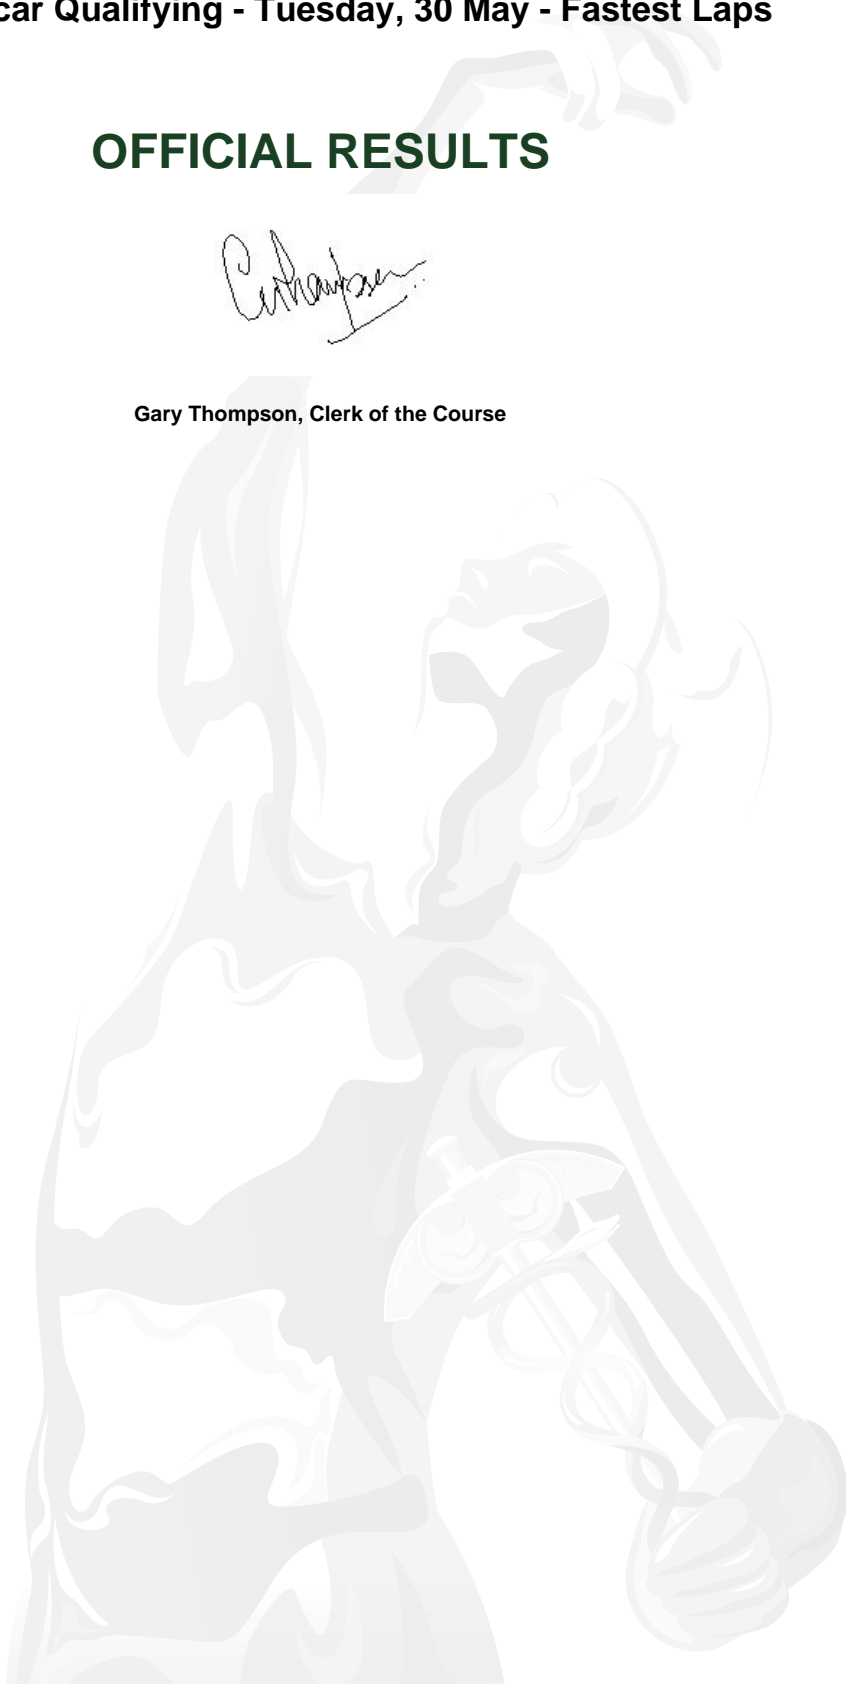 car Qualifying - Tuesday, 30 May - Fastest Laps
OFFICIAL RESULTS
Gary Thompson, Clerk of the Course